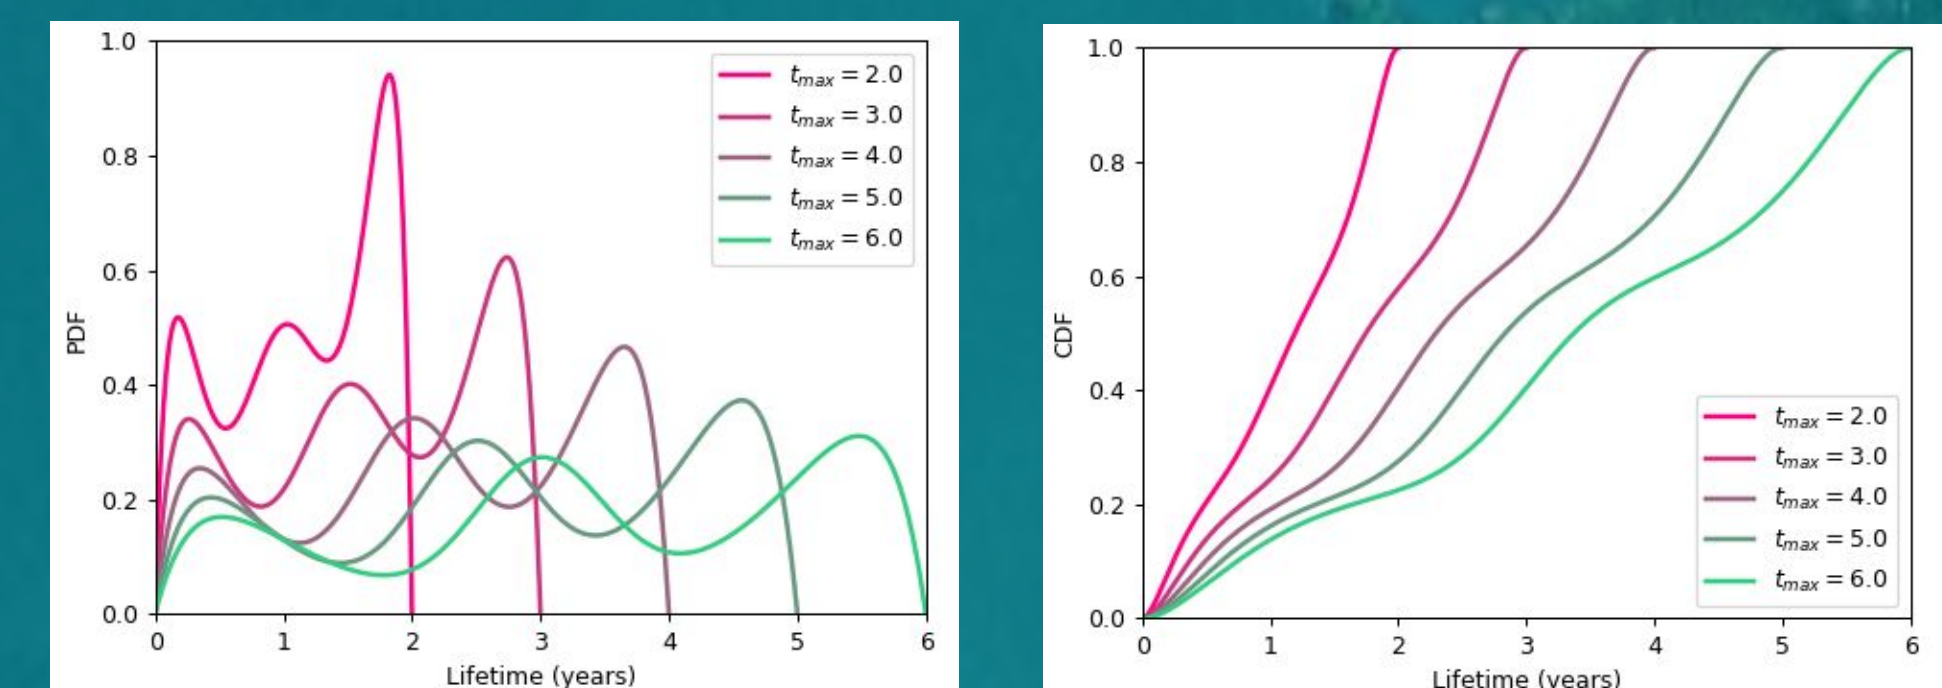 1.0
0.8
0.6
0.4
0.2
0.0
PDF
0
1
2
3
4
5
6
Lifetime (years)
t_max = 2.0
t_max = 3.0
t_max = 4.0
t_max = 5.0
t_max = 6.0
1.0
0.8
0.6
0.4
0.2
0.0
CDF
0
1
2
3
4
5
6
Lifetime (years)
t_max = 2.0
t_max = 3.0
t_max = 4.0
t_max = 5.0
t_max = 6.0